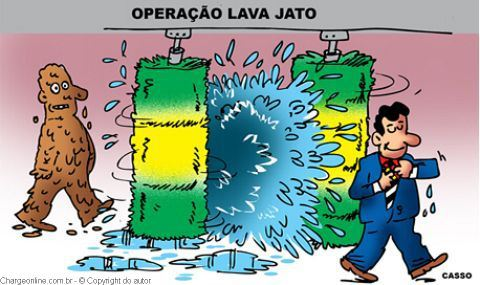 OPERAÇÃO LAVA JATO
CASSO
Chargeonline.com.br - © Copyright do autor